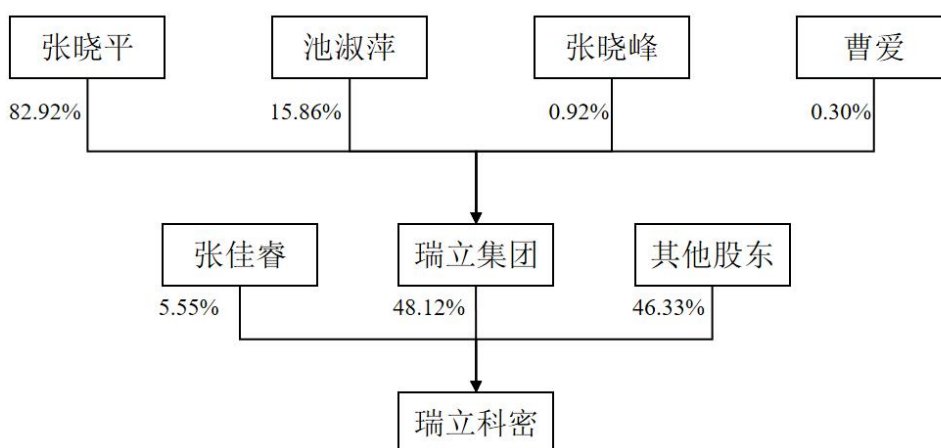 张晓平 池淑萍 张晓峰 曹爱
82.92% 15.86% 0.92% 0.30%
张佳睿 瑞立集团 其他股东
5.55% 48.12% 46.33%
瑞立科密